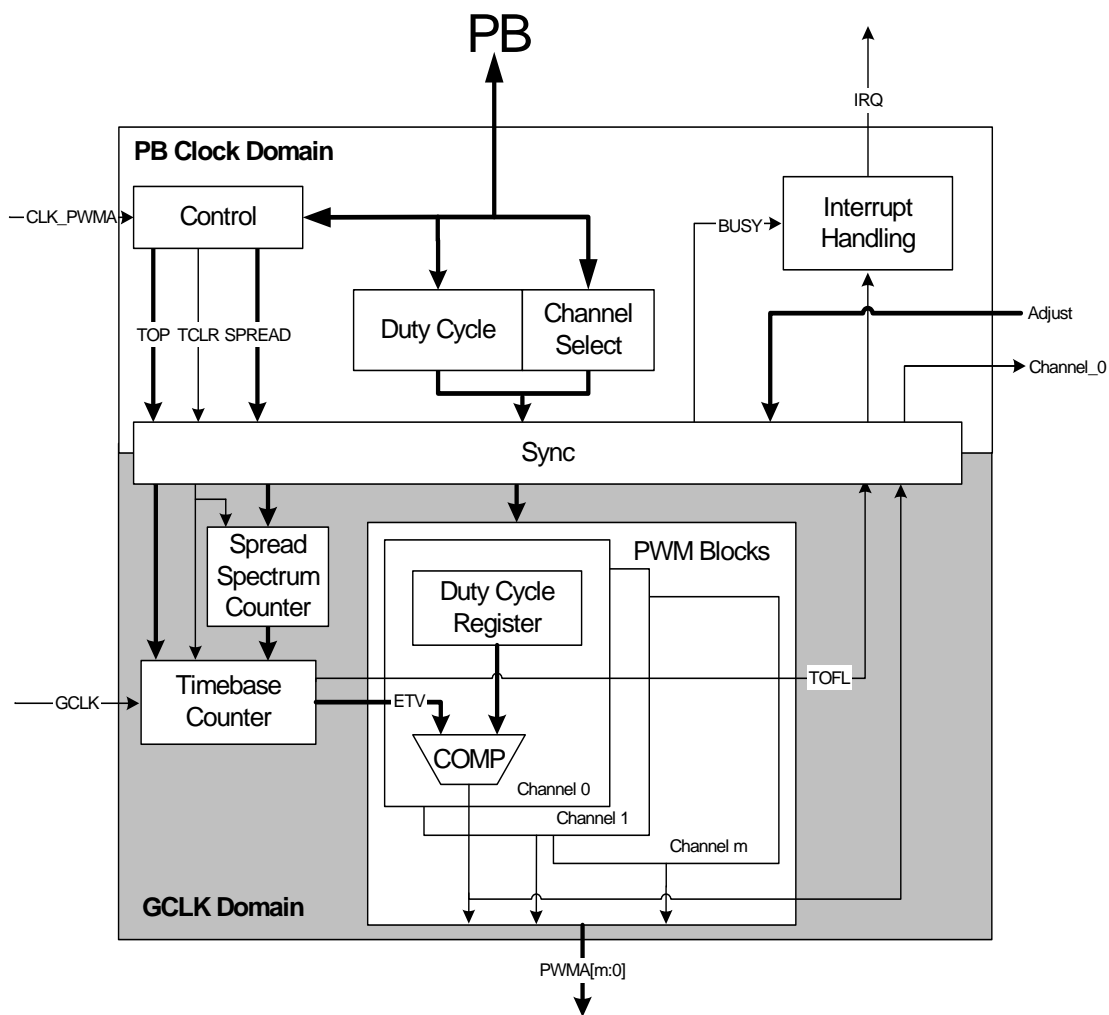 PB
IRQ
PB Clock Domain
CLK_PWMA
Control
Interrupt
Handling
BUSY
Duty Cycle
Channel
Select
TOP
TCLR
SPREAD
Adjust
Channel_0
Sync
Spread
Spectrum
Counter
PWM Blocks
Duty Cycle
Register
Timebase
Counter
GCLK
TOFL
ETV
COMP
Channel 0
Channel 1
Channel m
GCLK Domain
PWMA[m:0]